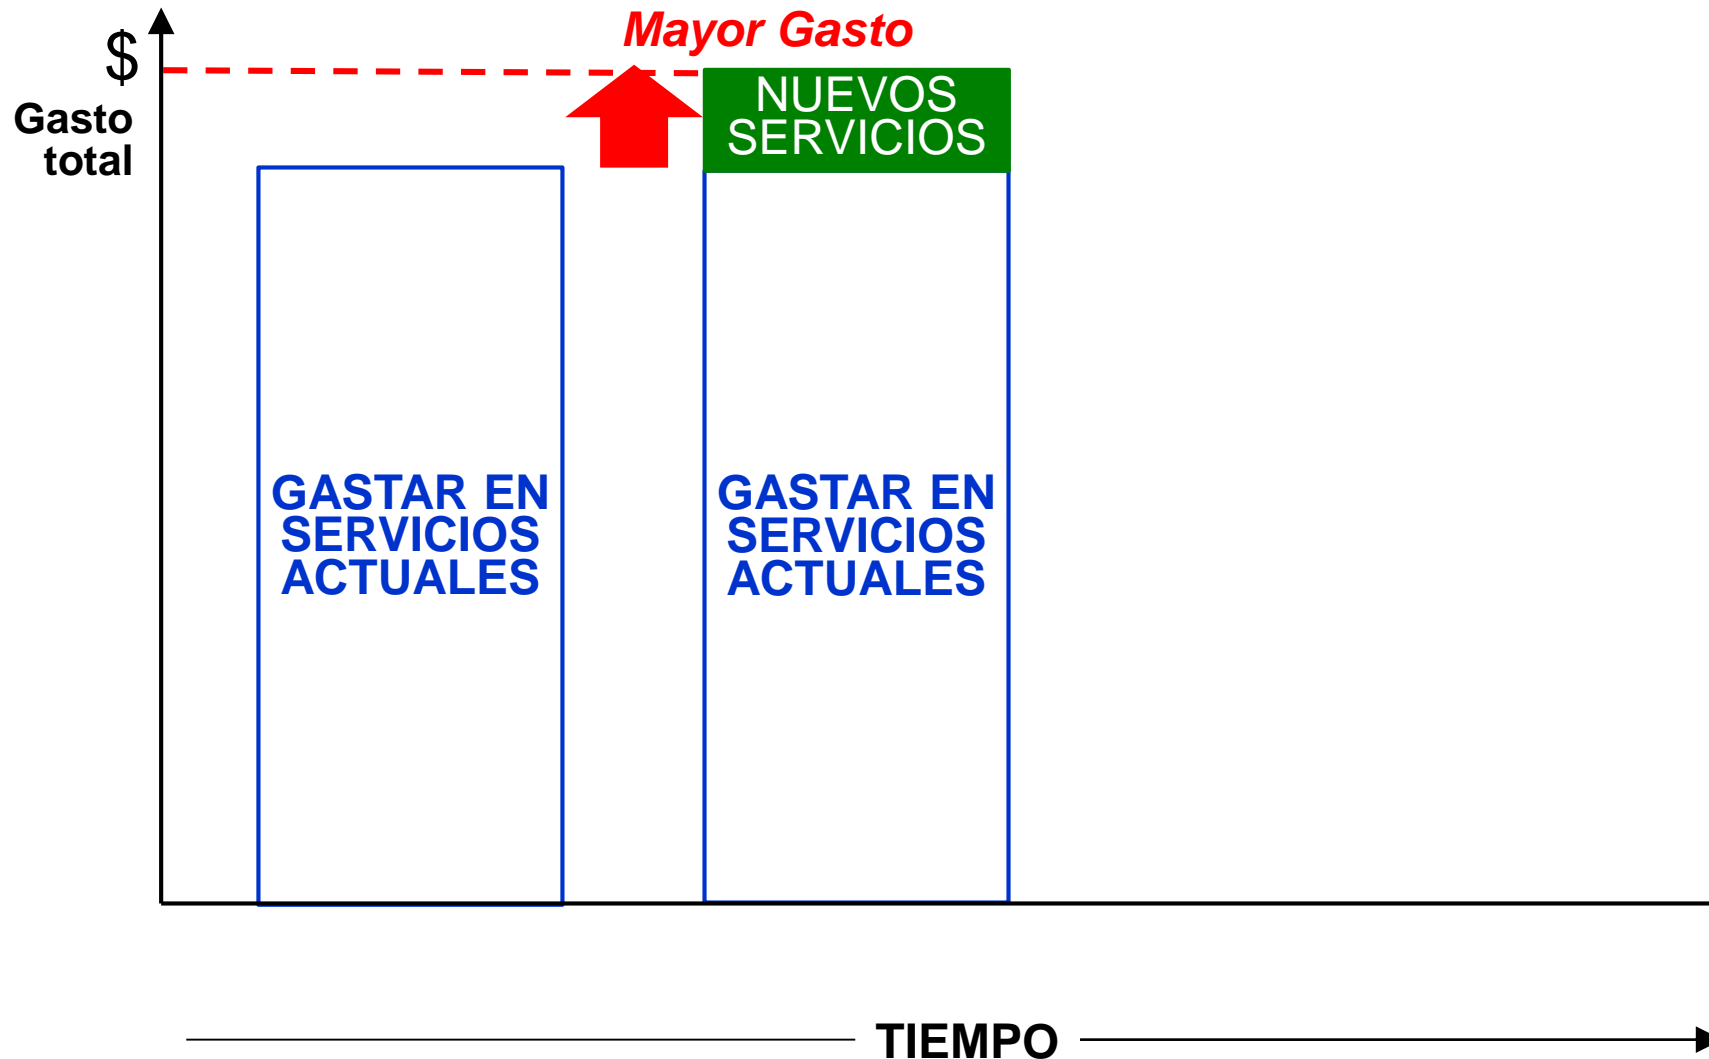 $
Gasto
total
Mayor Gasto
NUEVOS
SERVICIOS
GASTAR EN
SERVICIOS
ACTUALES
GASTAR EN
SERVICIOS
ACTUALES
TIEMPO